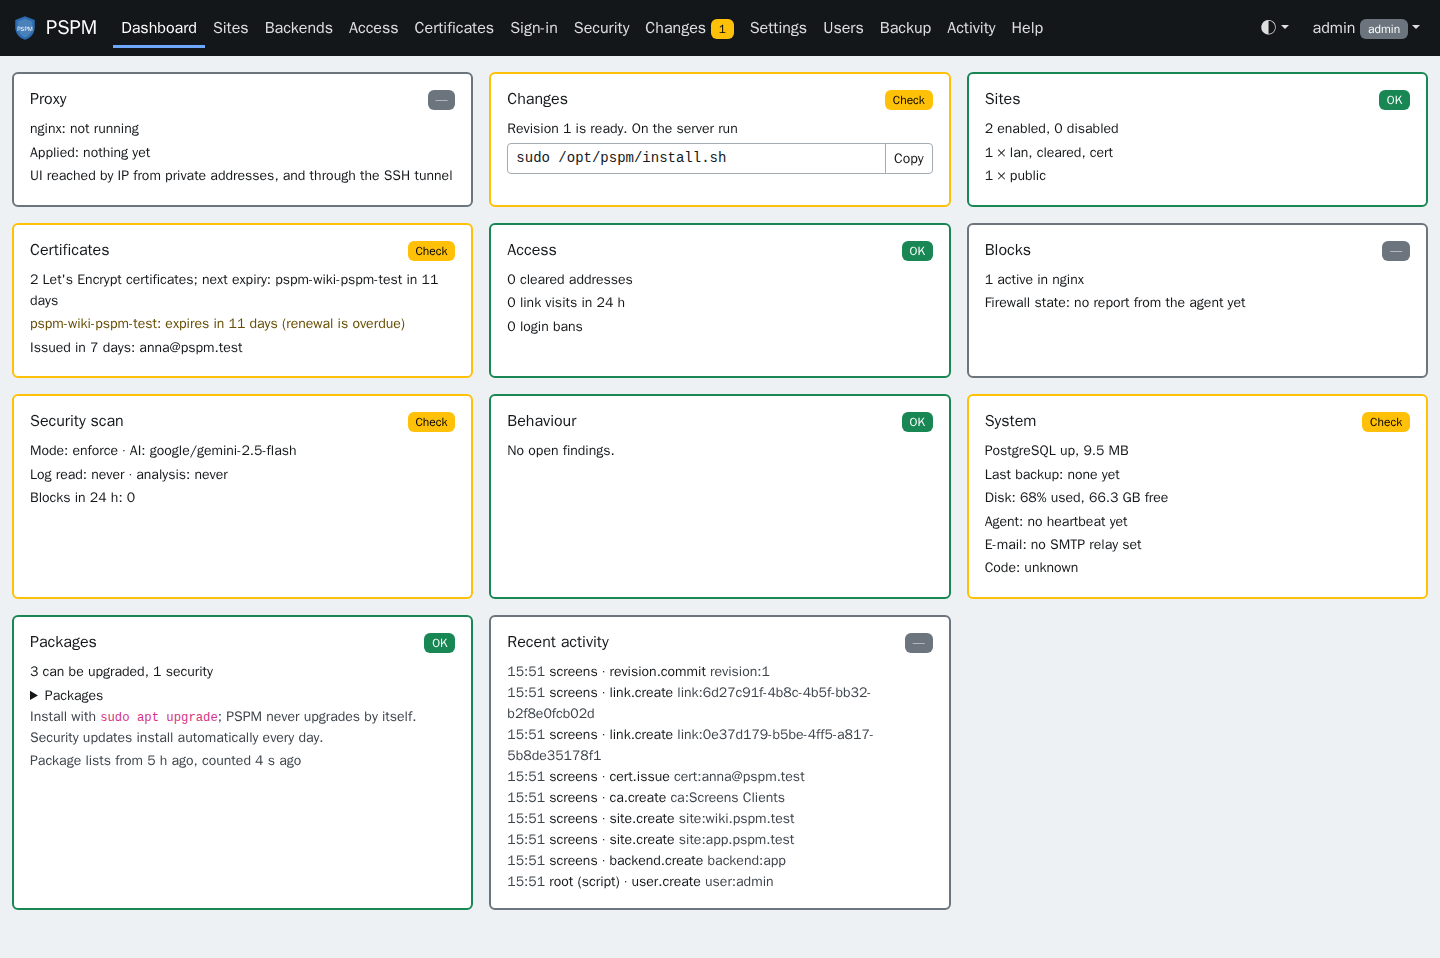 PSPM
PSPM Dashboard Sites Backends Access Certificates Sign-in Security Changes 1 Settings Users Backup Activity Help admin admin
Proxy —
nginx: not running
Applied: nothing yet
UI reached by IP from private addresses, and through the SSH tunnel
Changes Check
Revision 1 is ready. On the server run
sudo /opt/pspm/install.sh Copy
Sites OK
2 enabled, 0 disabled
1 × lan, cleared, cert
1 × public
Certificates Check
2 Let's Encrypt certificates; next expiry: pspm-wiki-pspm-test in 11
days
pspm-wiki-pspm-test: expires in 11 days (renewal is overdue)
Issued in 7 days: anna@pspm.test
Access OK
0 cleared addresses
0 link visits in 24 h
0 login bans
Blocks —
1 active in nginx
Firewall state: no report from the agent yet
Security scan Check
Mode: enforce · AI: google/gemini-2.5-flash
Log read: never · analysis: never
Blocks in 24 h: 0
Behaviour OK
No open findings.
System Check
PostgreSQL up, 9.5 MB
Last backup: none yet
Disk: 68% used, 66.3 GB free
Agent: no heartbeat yet
E-mail: no SMTP relay set
Code: unknown
Packages OK
3 can be upgraded, 1 security
▶ Packages
Install with sudo apt upgrade; PSPM never upgrades by itself.
Security updates install automatically every day.
Package lists from 5 h ago, counted 4 s ago
Recent activity —
15:51 screens · revision.commit revision:1
15:51 screens · link.create link:6d27c91f-4b8c-4b5f-bb32-
b2f8e0fcb02d
15:51 screens · link.create link:0e37d179-b5be-4ff5-a817-
5b8de35178f1
15:51 screens · cert.issue cert:anna@pspm.test
15:51 screens · ca.create ca:Screens Clients
15:51 screens · site.create site:wiki.pspm.test
15:51 screens · site.create site:app.pspm.test
15:51 screens · backend.create backend:app
15:51 root (script) · user.create user:admin